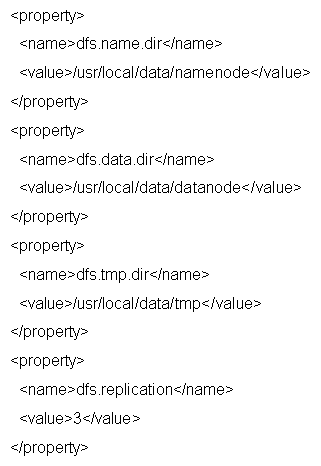 <property>
<name>dfs.name.dir</name>
<value>/usr/local/data/namenode</value>
</property>
<property>
<name>dfs.data.dir</name>
<value>/usr/local/data/datanode</value>
</property>
<property>
<name>dfs.tmp.dir</name>
<value>/usr/local/data/tmp</value>
</property>
<property>
<name>dfs.replication</name>
<value>3</value>
</property>